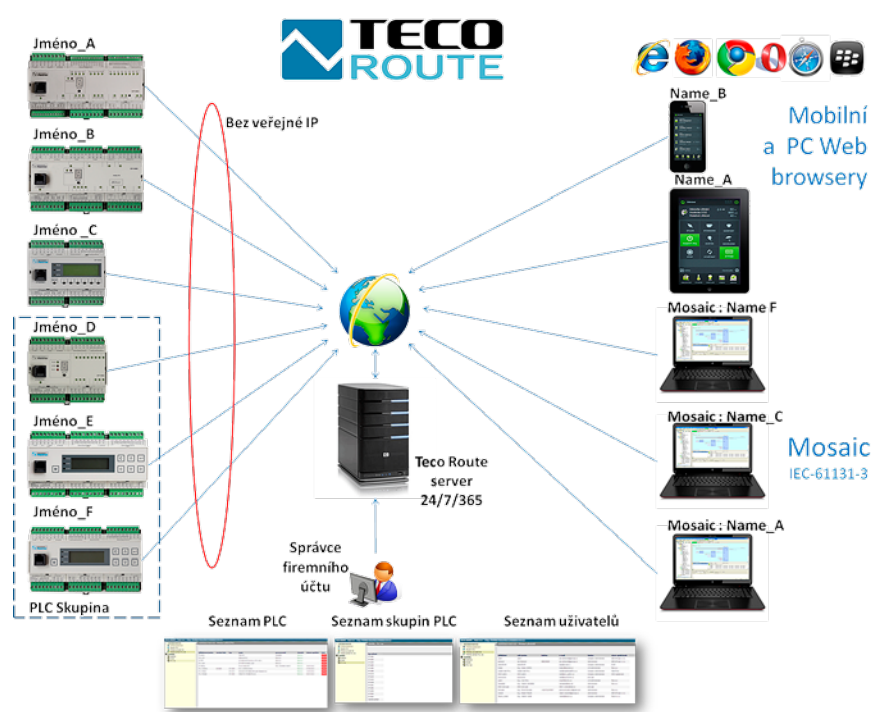 TECO
ROUTE
Jméno_A
Jméno_B
Jméno _C
Jméno_D
Jméno_E
Jméno_F
PLC Skupina
Bez veřejné IP
Teco Route
server
24/7/365
Správce
firemního
účtu
Name_B
Name_A
Mobilní
a PC Web
browsery
Mosaic : Name F
Mosaic : Name_C
Mosaic : Name_A
Mosaic
IEC-61131-3
Seznam PLC
Seznam skupin PLC
Seznam uživatelů